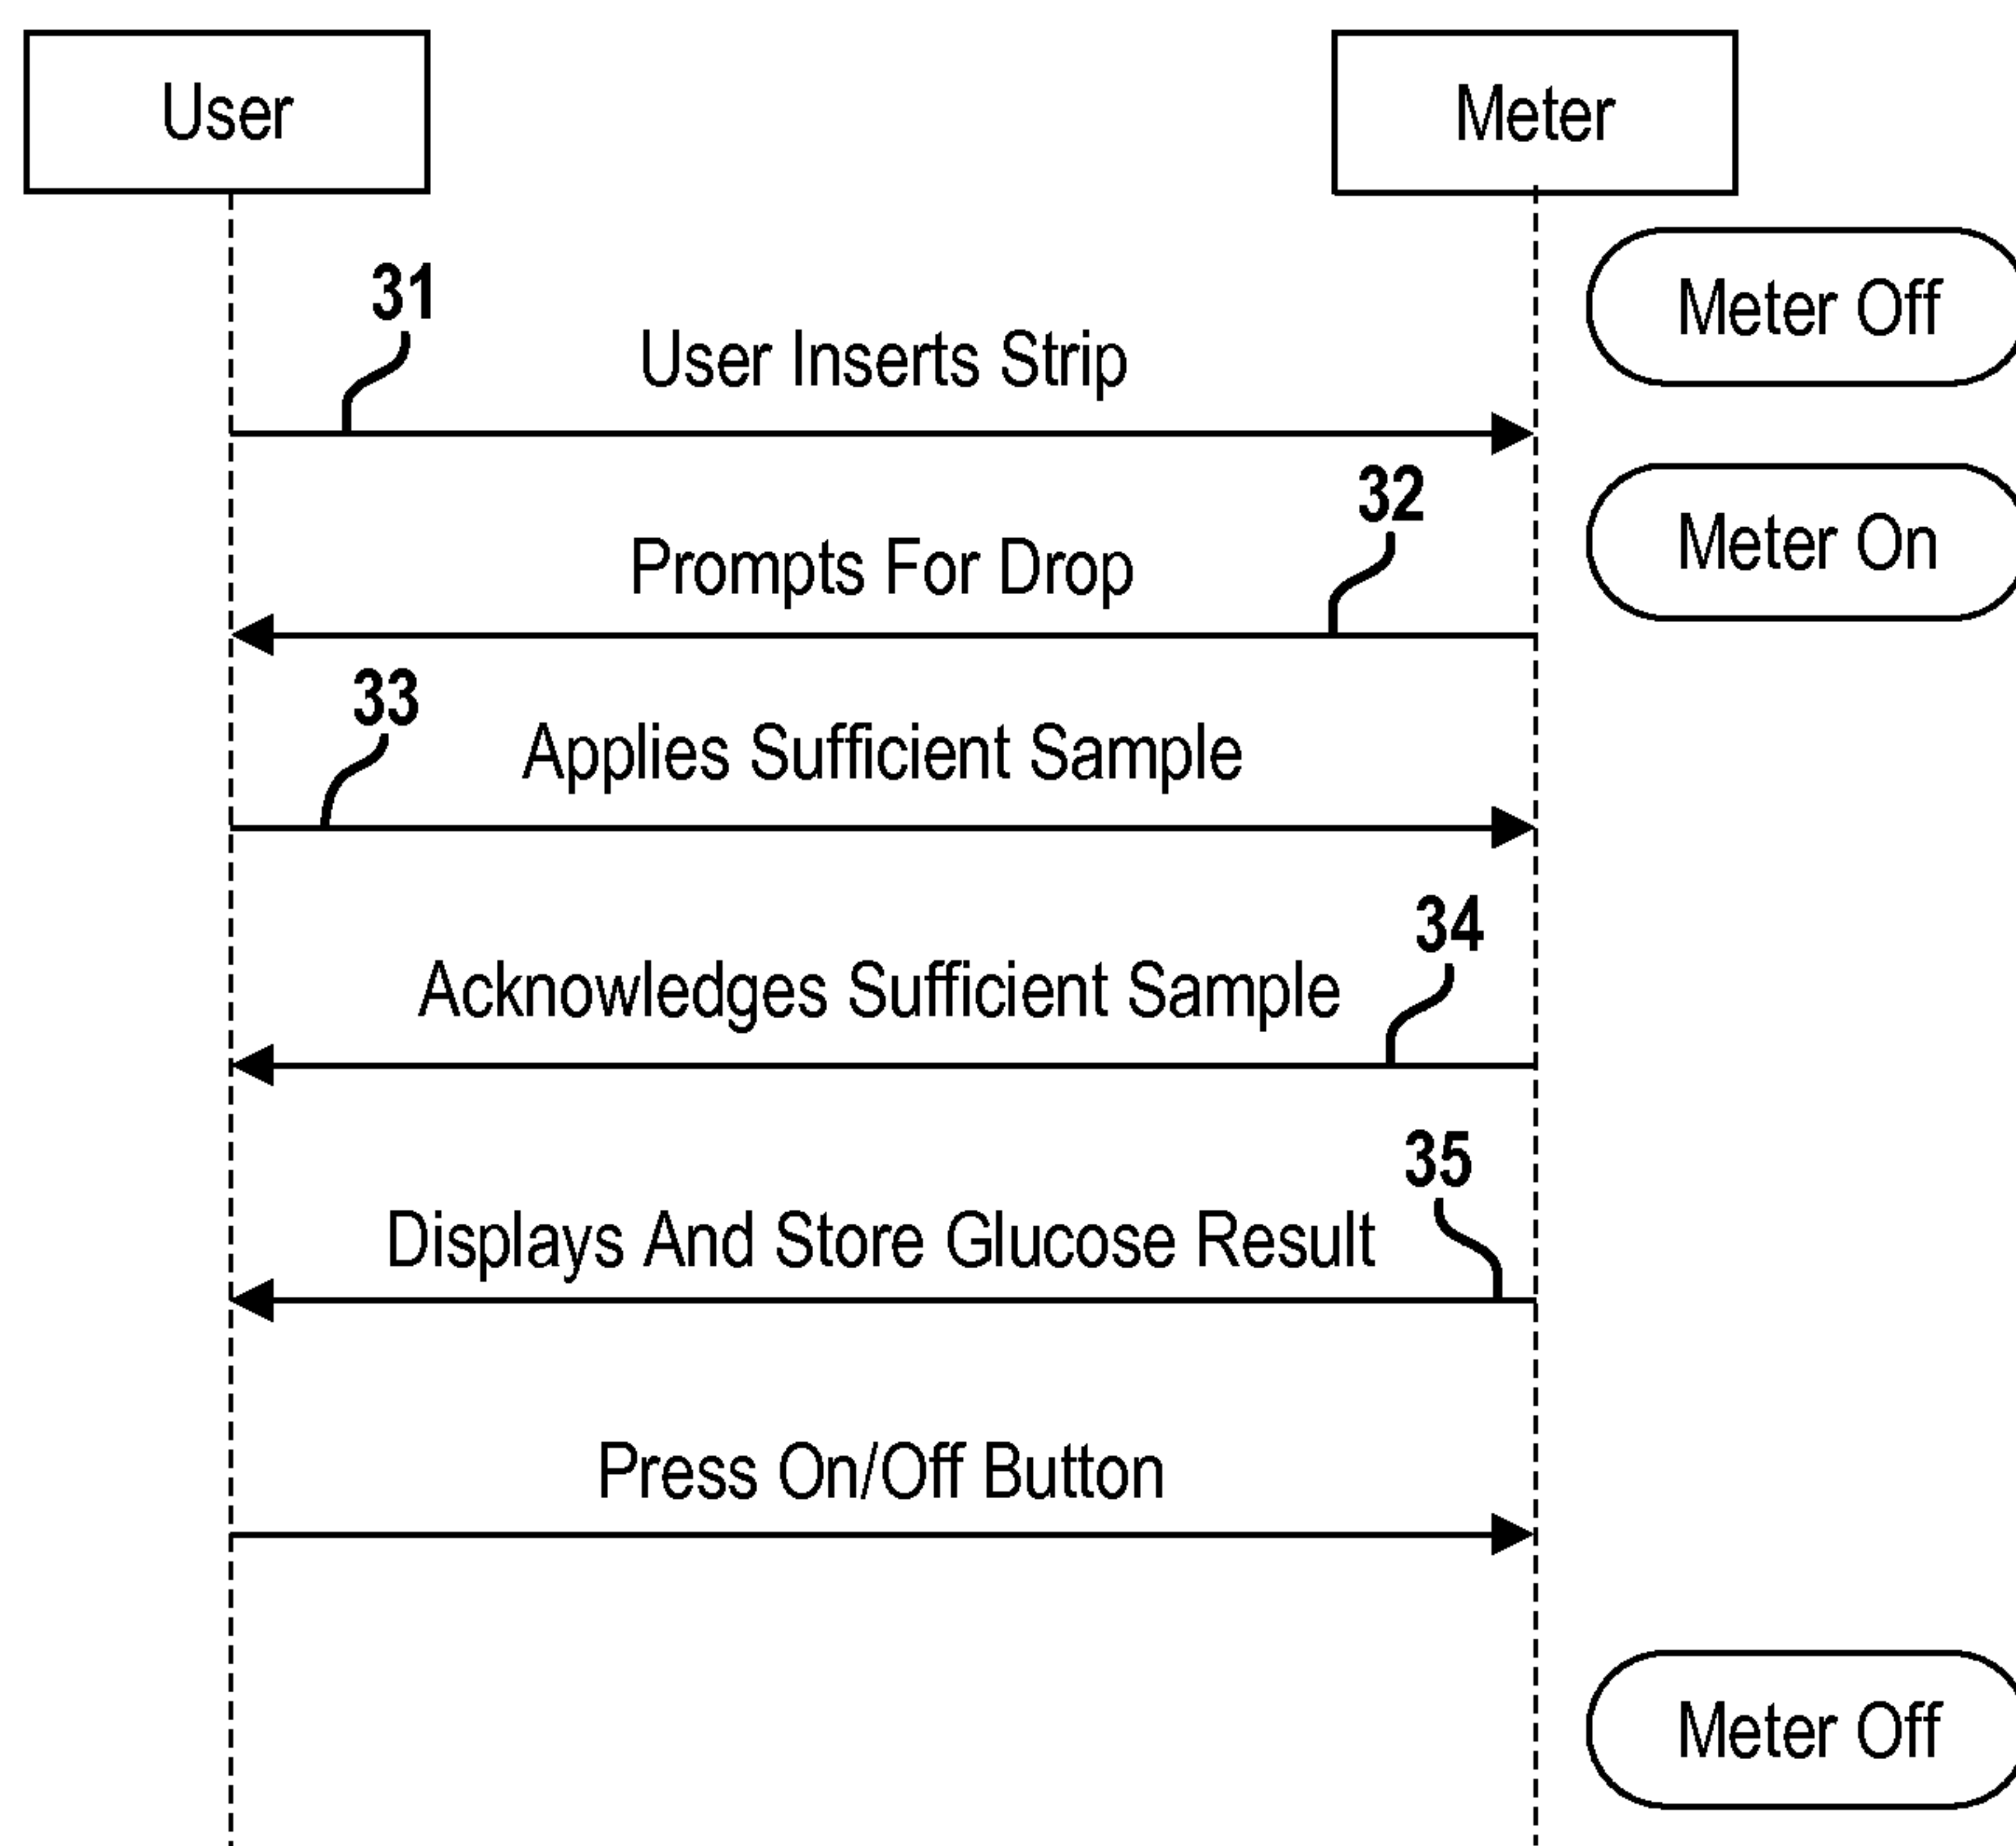 User
Meter
Meter Off
31
User Inserts Strip
32
Meter On
Prompts For Drop
33
Applies Sufficient Sample
34
Acknowledges Sufficient Sample
35
Displays And Store Glucose Result
Press On/Off Button
Meter Off